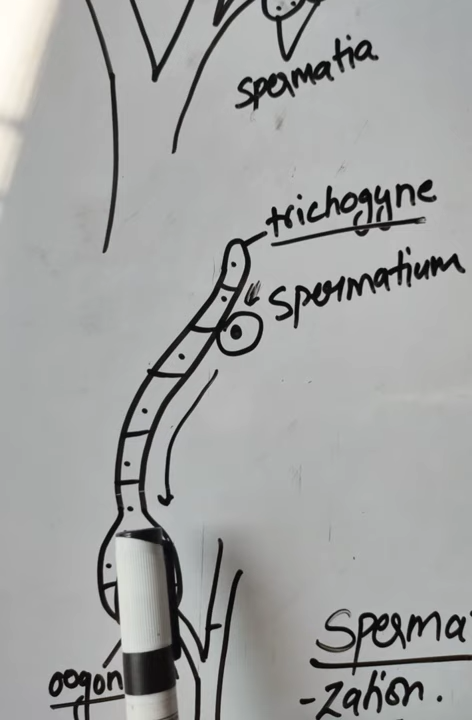 spermatia
trichogyne
spermatium
oogon
Sperma
-zation.